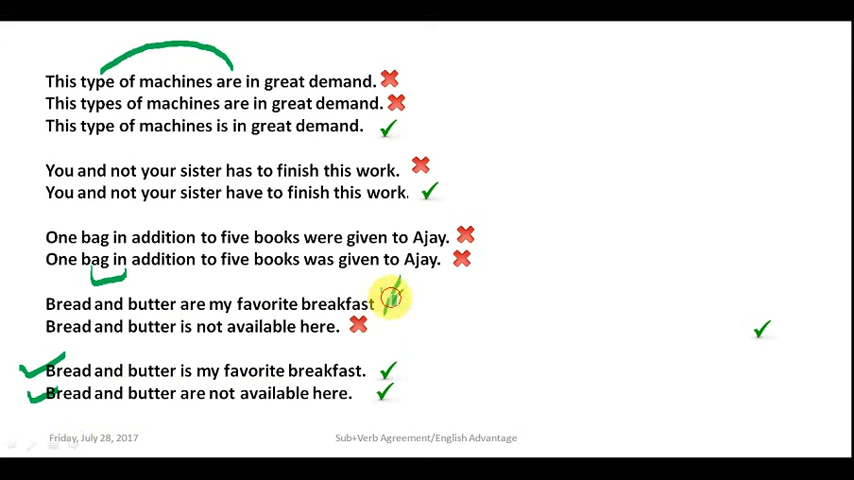 This type of machines are in great demand.
This types of machines are in great demand.
This type of machines is in great demand.
You and not your sister has to finish this work.
You and not your sister have to finish this work.
One bag in addition to five books were given to Ajay.
One bag in addition to five books was given to Ajay.
Bread and butter are my favorite breakfast
Bread and butter is not available here.
Bread and butter is my favorite breakfast.
Bread and butter are not available here.
Friday, July 28, 2017
Sub+Verb Agreement/English Advantage